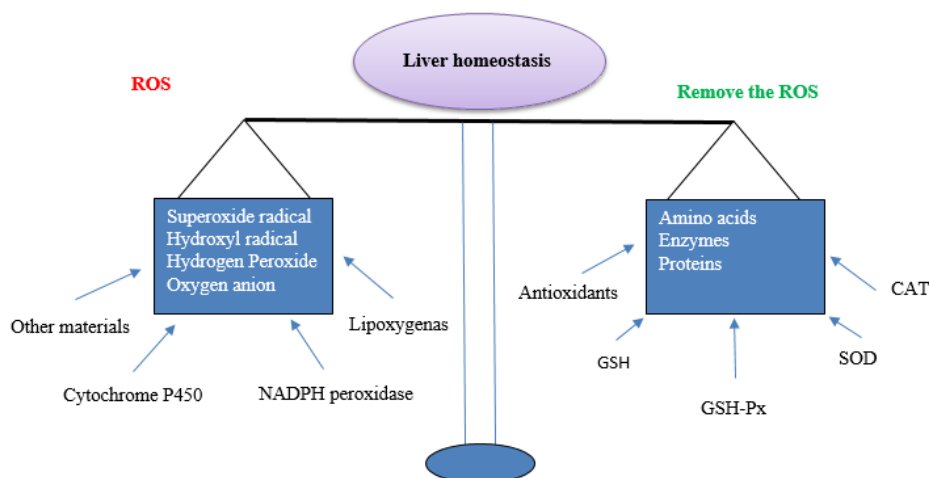 Liver homeostasis
ROS
Remove the ROS
Superoxide radical
Hydroxyl radical
Hydrogen Peroxide
Oxygen anion
Amino acids
Enzymes
Proteins
Other materials
Cytochrome P450
NADPH peroxidase
Lipoxygenas
Antioxidants
GSH
GSH-Px
SOD
CAT